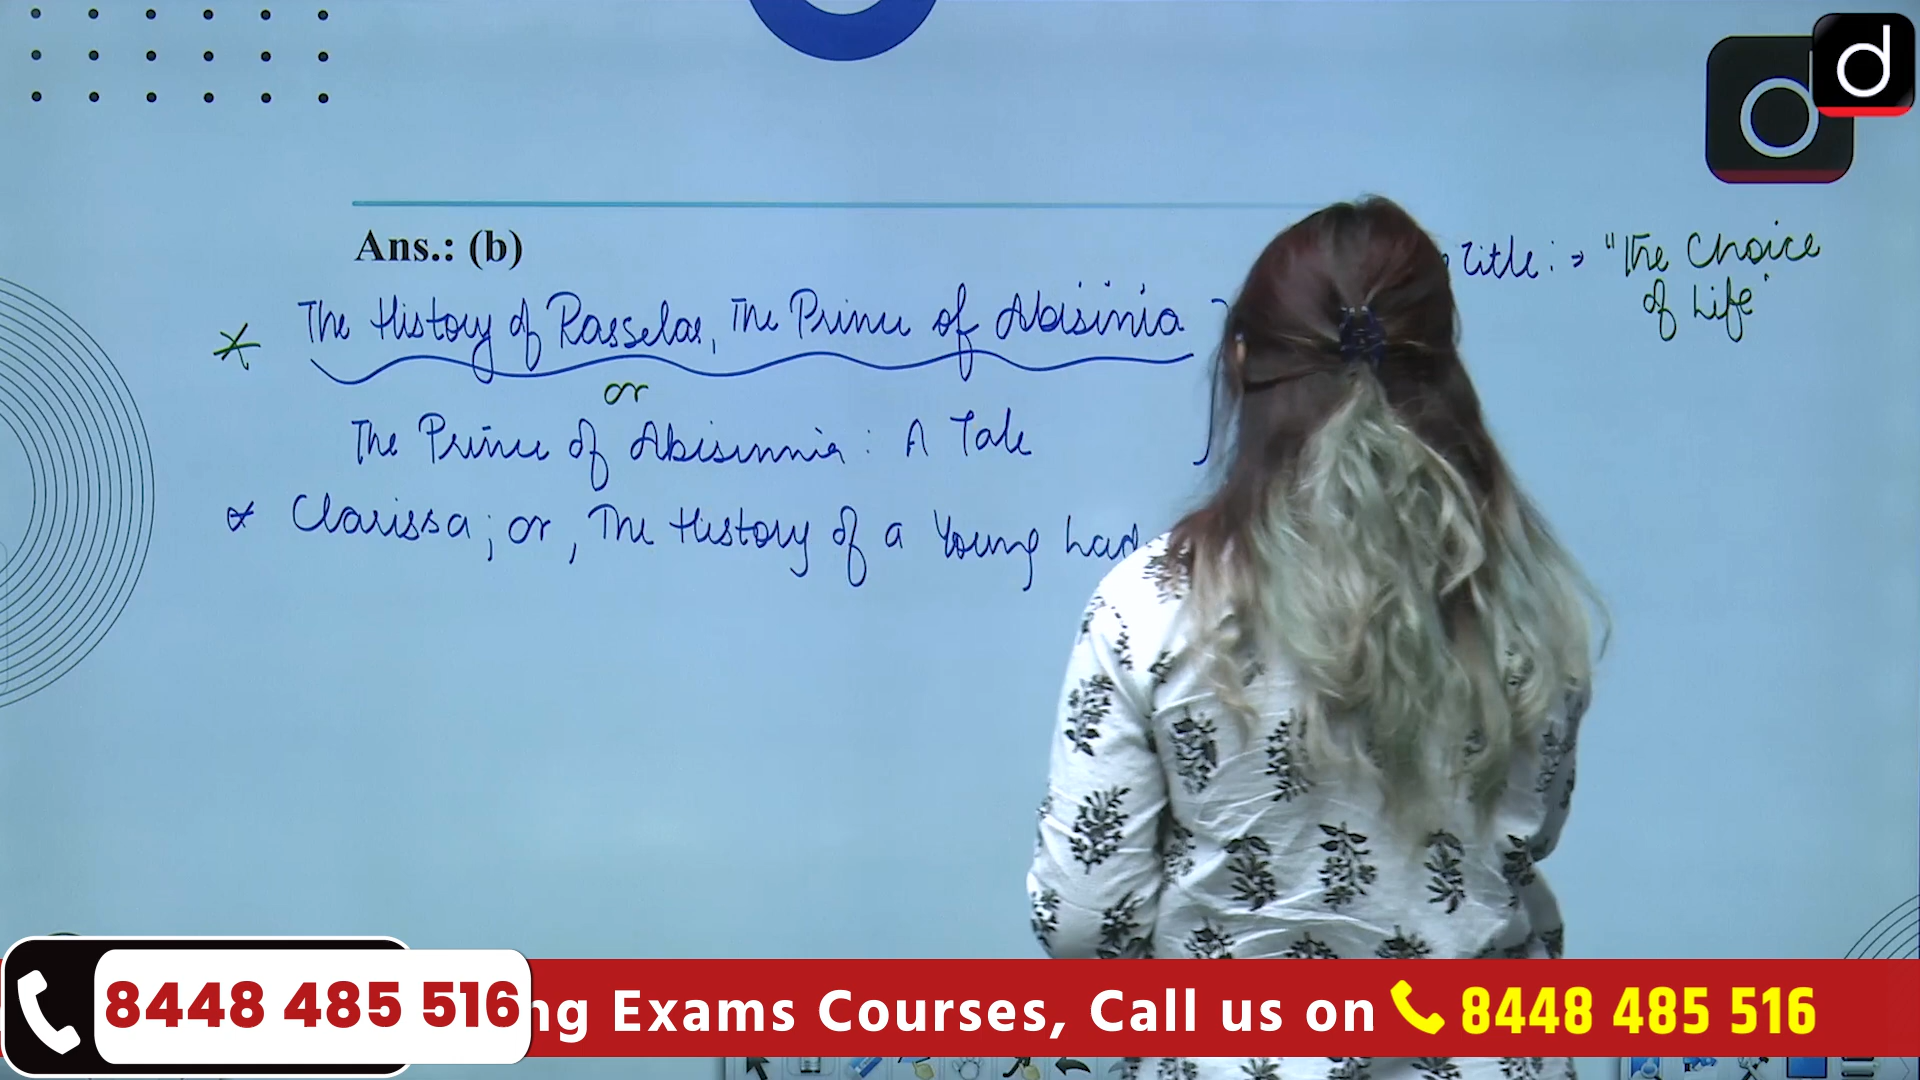 d
Ans.: (b)
Title : → "The Choice
of Life"
The History of Rasselas, The Prince of Abisinia
or
The Prince of Abisinnia : A Tale
Clarissa; or, The History of a Young Lad
8448 485 516
ng Exams Courses, Call us on 8448 485 516